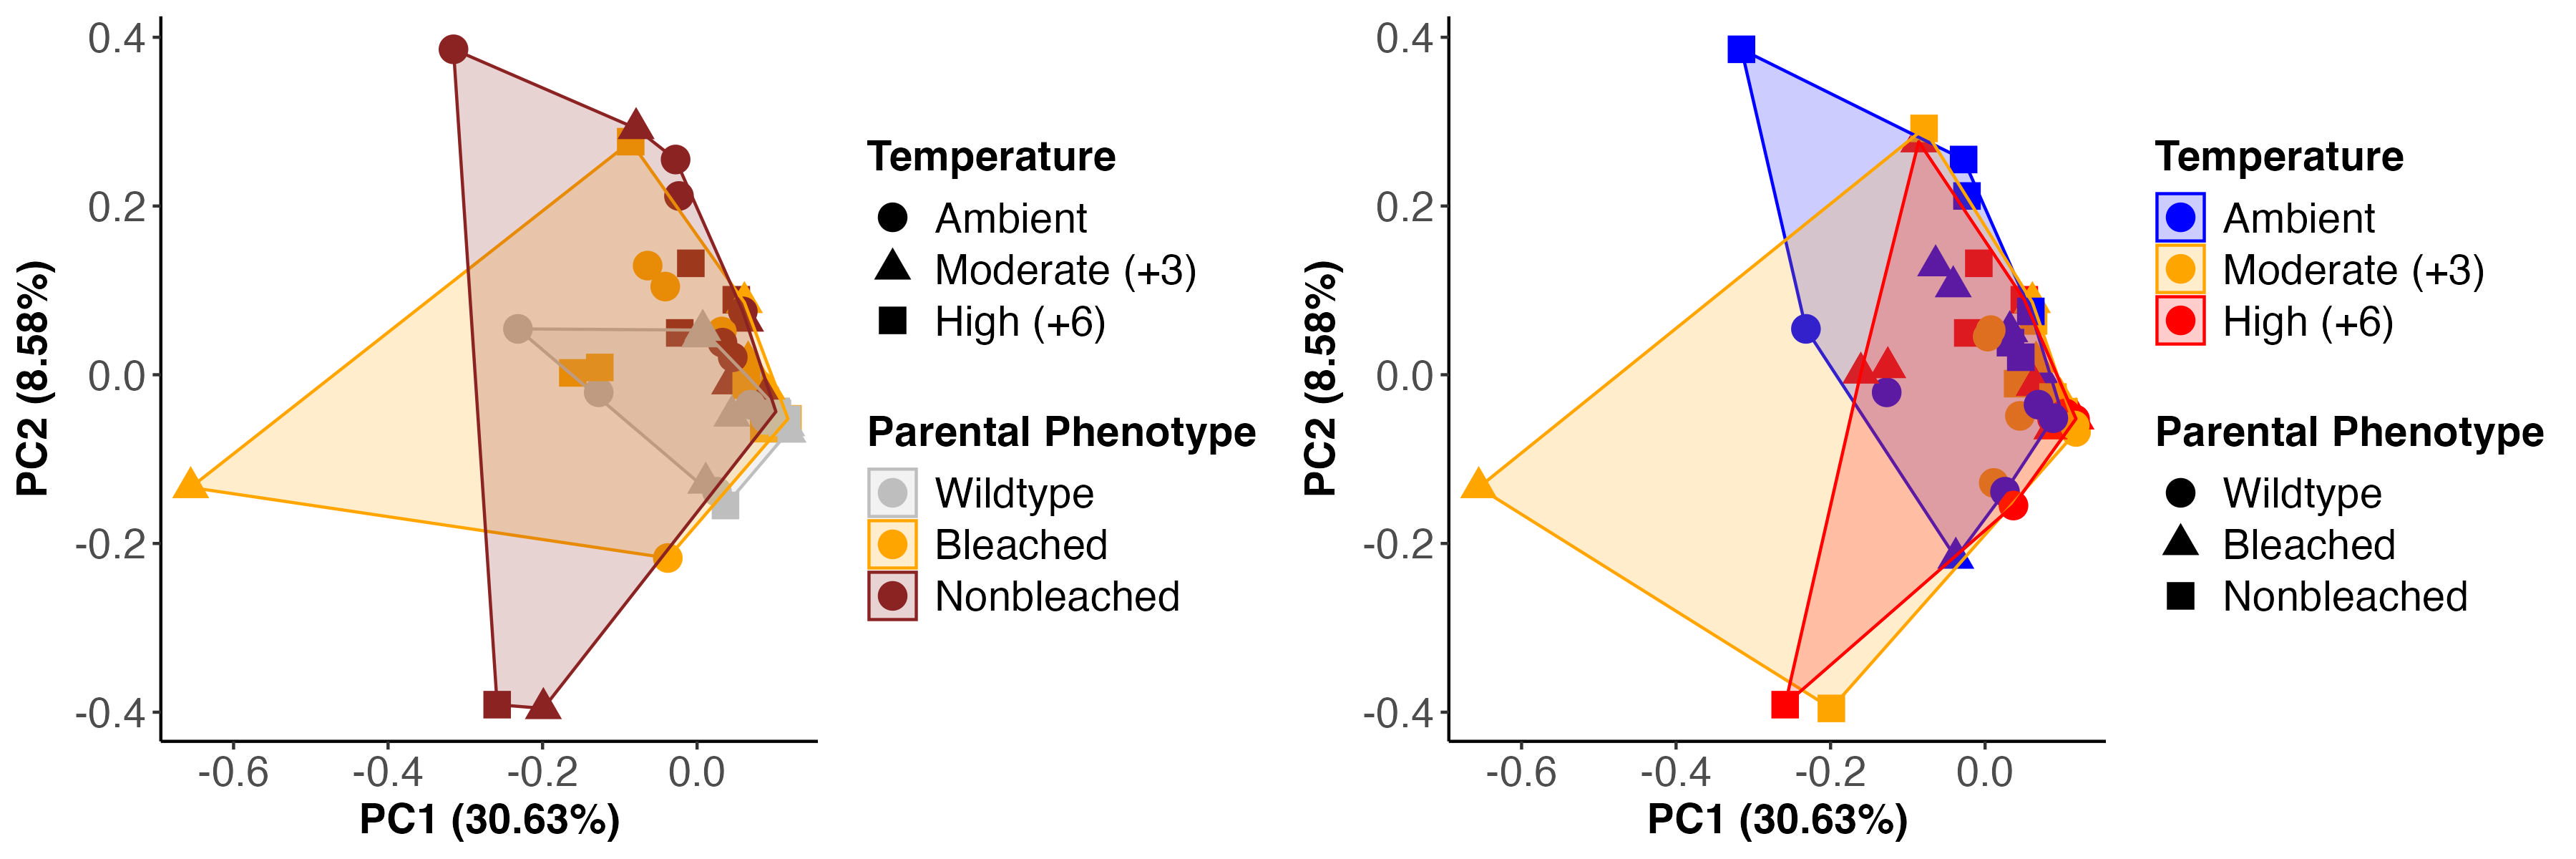 0.4
0.2
0.0
-0.2
-0.4
PC2 (8.58%)
-0.6
-0.4
-0.2
0.0
PC1 (30.63%)
Temperature
Ambient
Moderate (+3)
High (+6)
Parental Phenotype
Wildtype
Bleached
Nonbleached
0.4
0.2
0.0
-0.2
-0.4
PC2 (8.58%)
-0.6
-0.4
-0.2
0.0
PC1 (30.63%)
Temperature
Ambient
Moderate (+3)
High (+6)
Parental Phenotype
Wildtype
Bleached
Nonbleached